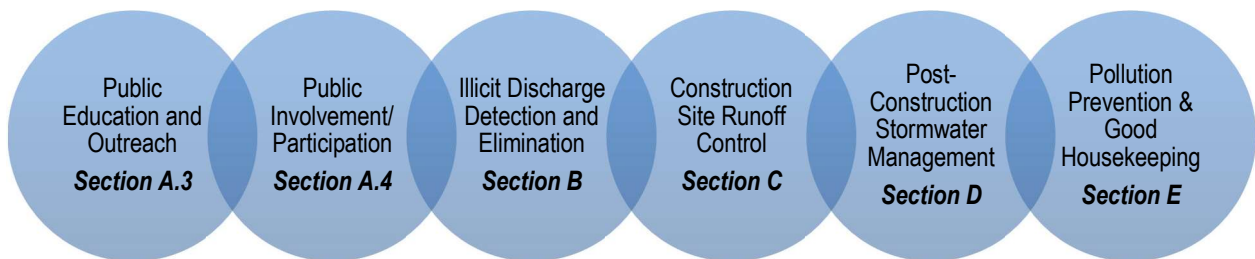 Public
Education and
Outreach
Section A.3
Public
Involvement/
Participation
Section A.4
Illicit Discharge
Detection and
Elimination
Section B
Construction
Site Runoff
Control
Section C
Post-
Construction
Stormwater
Management
Section D
Pollution
Prevention &
Good
Housekeeping
Section E